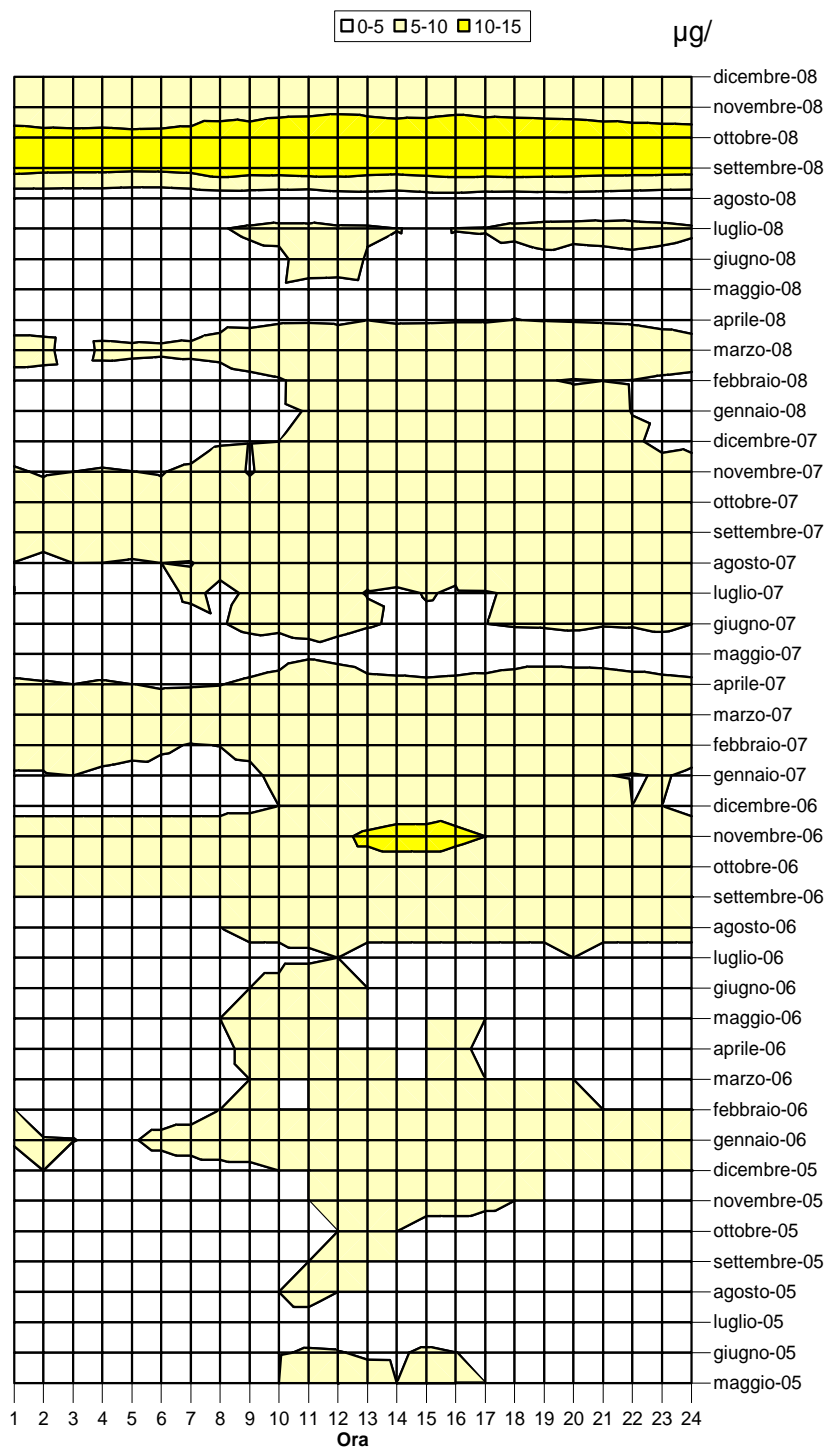 0-5 5-10 10-15
µg/
dicembre-08
novembre-08
ottobre-08
settembre-08
agosto-08
luglio-08
giugno-08
maggio-08
aprile-08
marzo-08
febbraio-08
gennaio-08
dicembre-07
novembre-07
ottobre-07
settembre-07
agosto-07
luglio-07
giugno-07
maggio-07
aprile-07
marzo-07
febbraio-07
gennaio-07
dicembre-06
novembre-06
ottobre-06
settembre-06
agosto-06
luglio-06
giugno-06
maggio-06
aprile-06
marzo-06
febbraio-06
gennaio-06
dicembre-05
novembre-05
ottobre-05
settembre-05
agosto-05
luglio-05
giugno-05
maggio-05
1 2 3 4 5 6 7 8 9 10 11 12 13 14 15 16 17 18 19 20 21 22 23 24
Ora